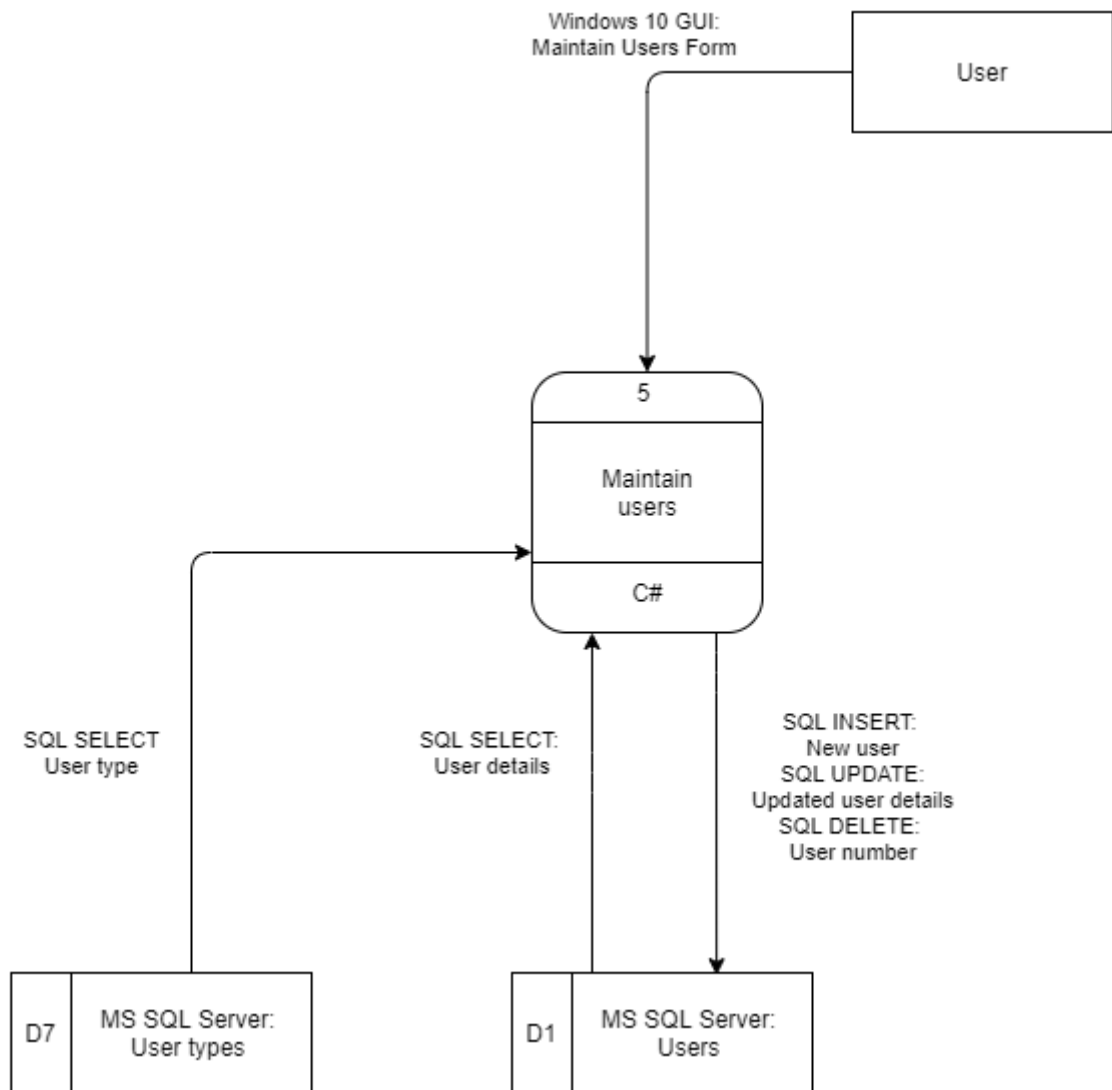 Windows 10 GUI:
Maintain Users Form
User
5
Maintain
users
C#
SQL SELECT
User type
SQL SELECT:
User details
SQL INSERT:
New user
SQL UPDATE:
Updated user details
SQL DELETE:
User number
D7
MS SQL Server:
User types
D1
MS SQL Server:
Users